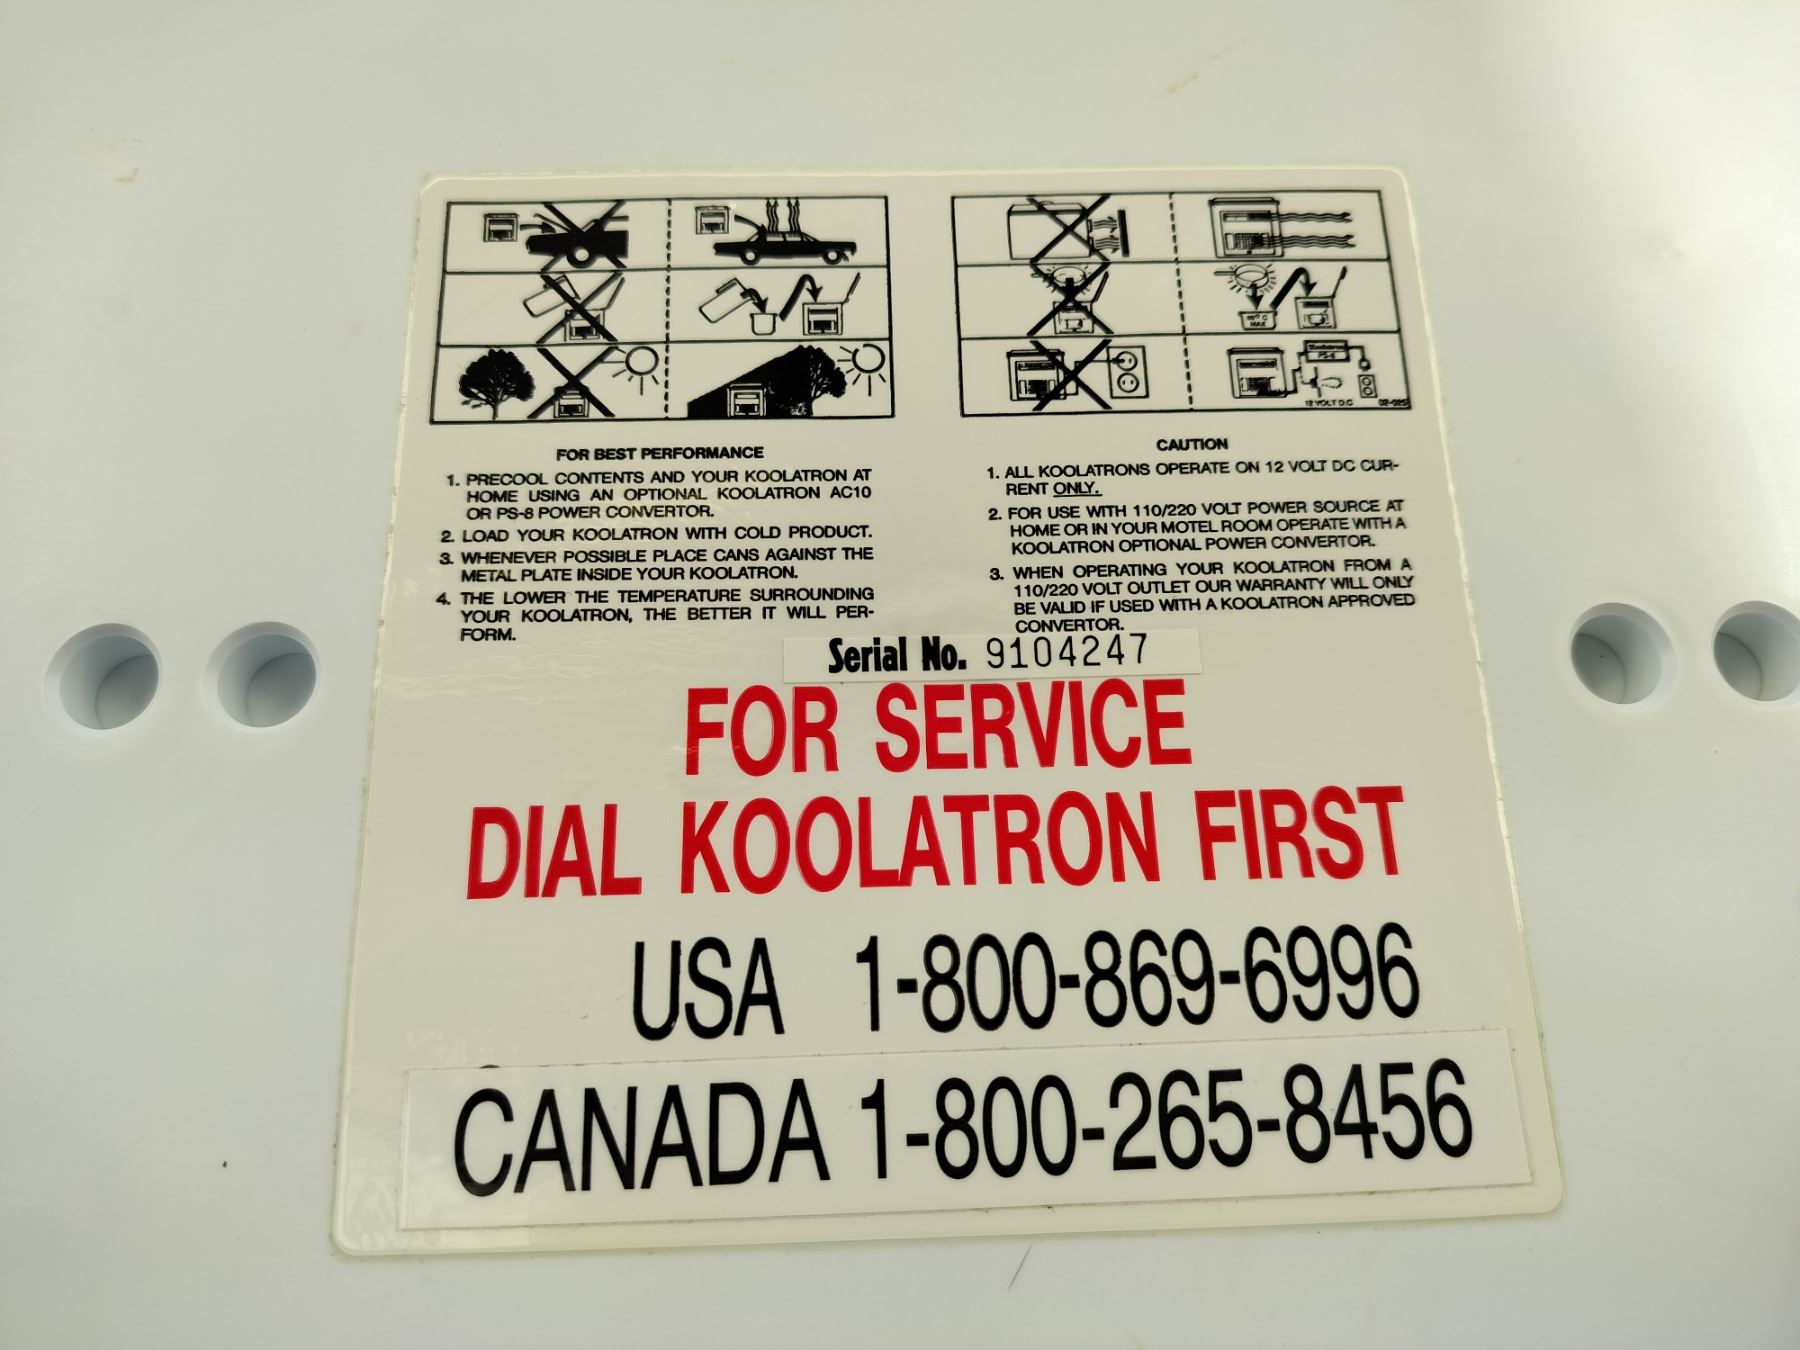 90°C
MAX
PS-8
12 VOLT D.C
FOR BEST PERFORMANCE
1. PRECOOL CONTENTS AND YOUR KOOLATRON AT
HOME USING AN OPTIONAL KOOLATRON AC10
OR PS-8 POWER CONVERTOR.
2. LOAD YOUR KOOLATRON WITH COLD PRODUCT.
3. WHENEVER POSSIBLE PLACE CANS AGAINST THE
METAL PLATE INSIDE YOUR KOOLATRON.
4. THE LOWER THE TEMPERATURE SURROUNDING
YOUR KOOLATRON, THE BETTER IT WILL PER-
FORM.
CAUTION
1. ALL KOOLATRONS OPERATE ON 12 VOLT DC CUR-
RENT ONLY.
2. FOR USE WITH 110/220 VOLT POWER SOURCE AT
HOME OR IN YOUR MOTEL ROOM OPERATE WITH A
KOOLATRON OPTIONAL POWER CONVERTOR.
3. WHEN OPERATING YOUR KOOLATRON FROM A
110/220 VOLT OUTLET OUR WARRANTY WILL ONLY
BE VALID IF USED WITH A KOOLATRON APPROVED
CONVERTOR.
Serial No. 9104247
FOR SERVICE
DIAL KOOLATRON FIRST
USA 1-800-869-6996
CANADA 1-800-265-8456